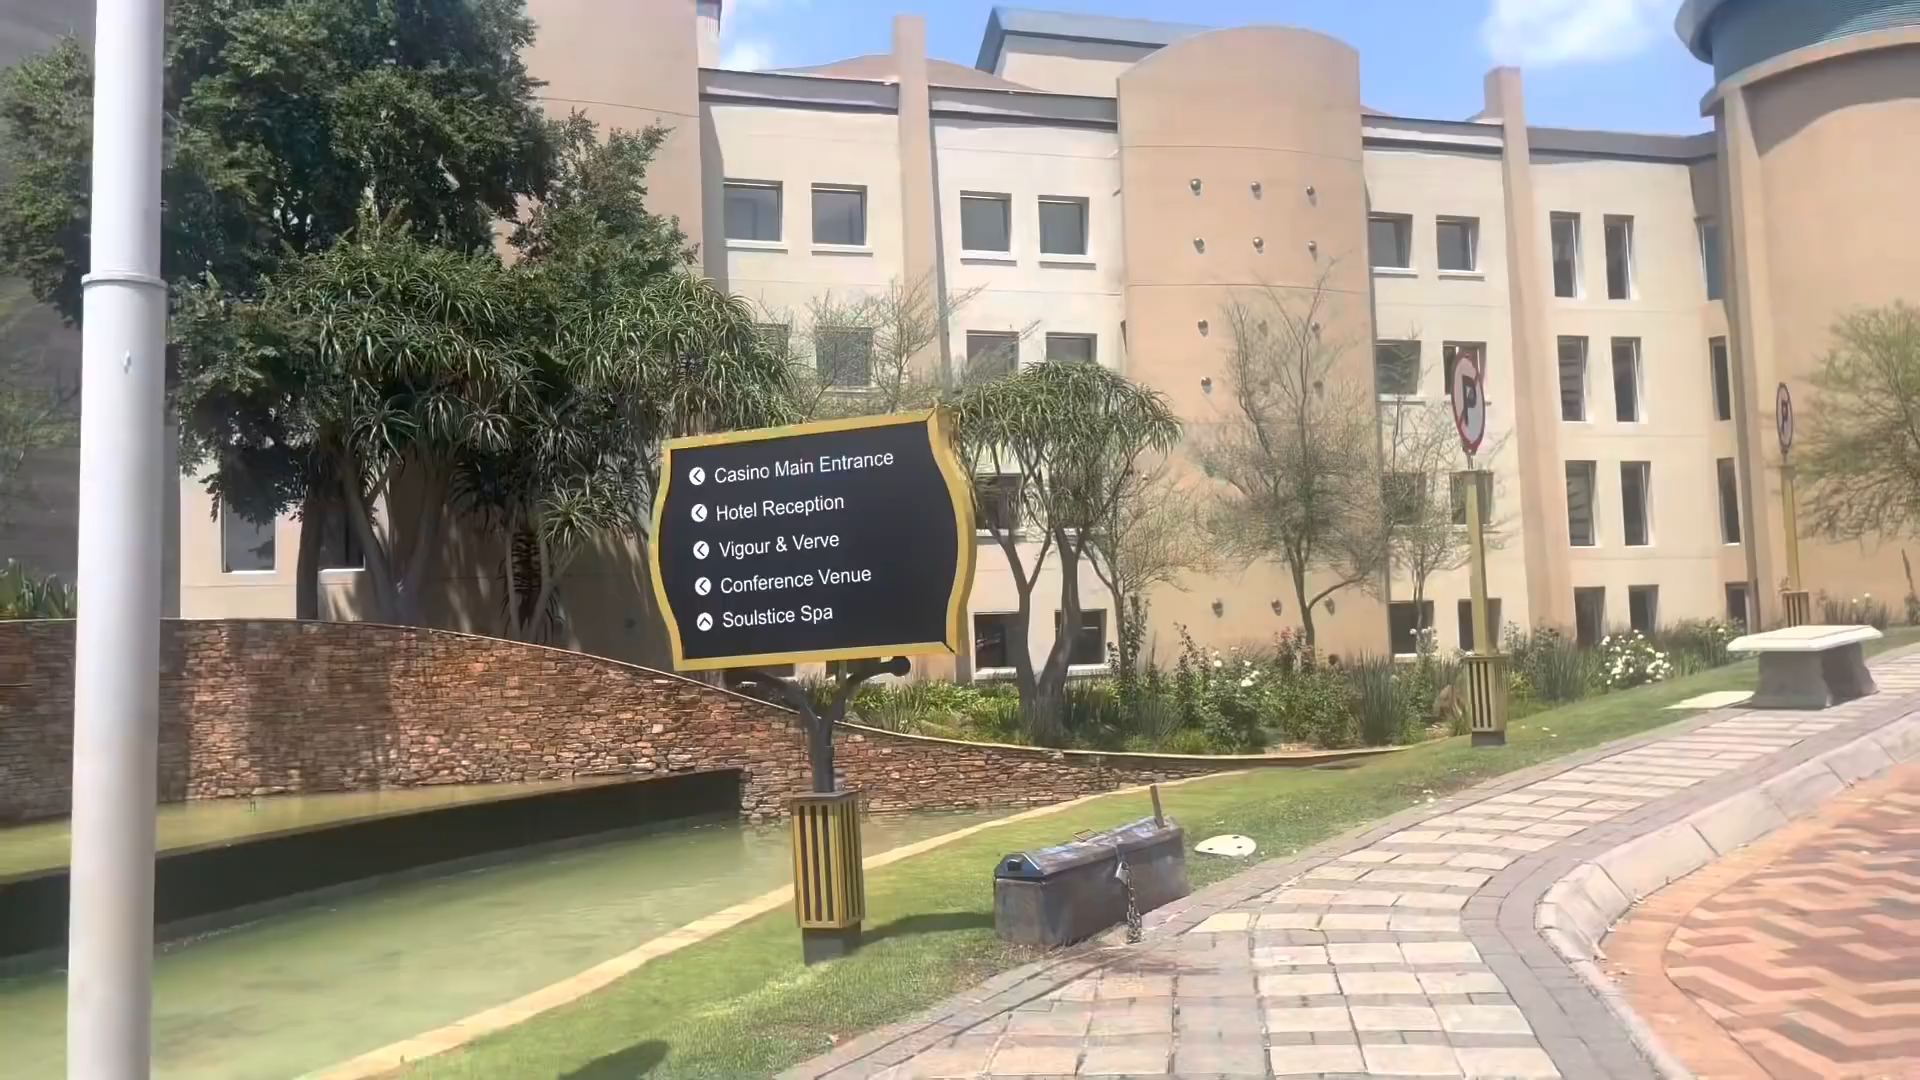 Casino Main Entrance
Hotel Reception
Vigour & Verve
Conference Venue
Soulstice Spa
P
P